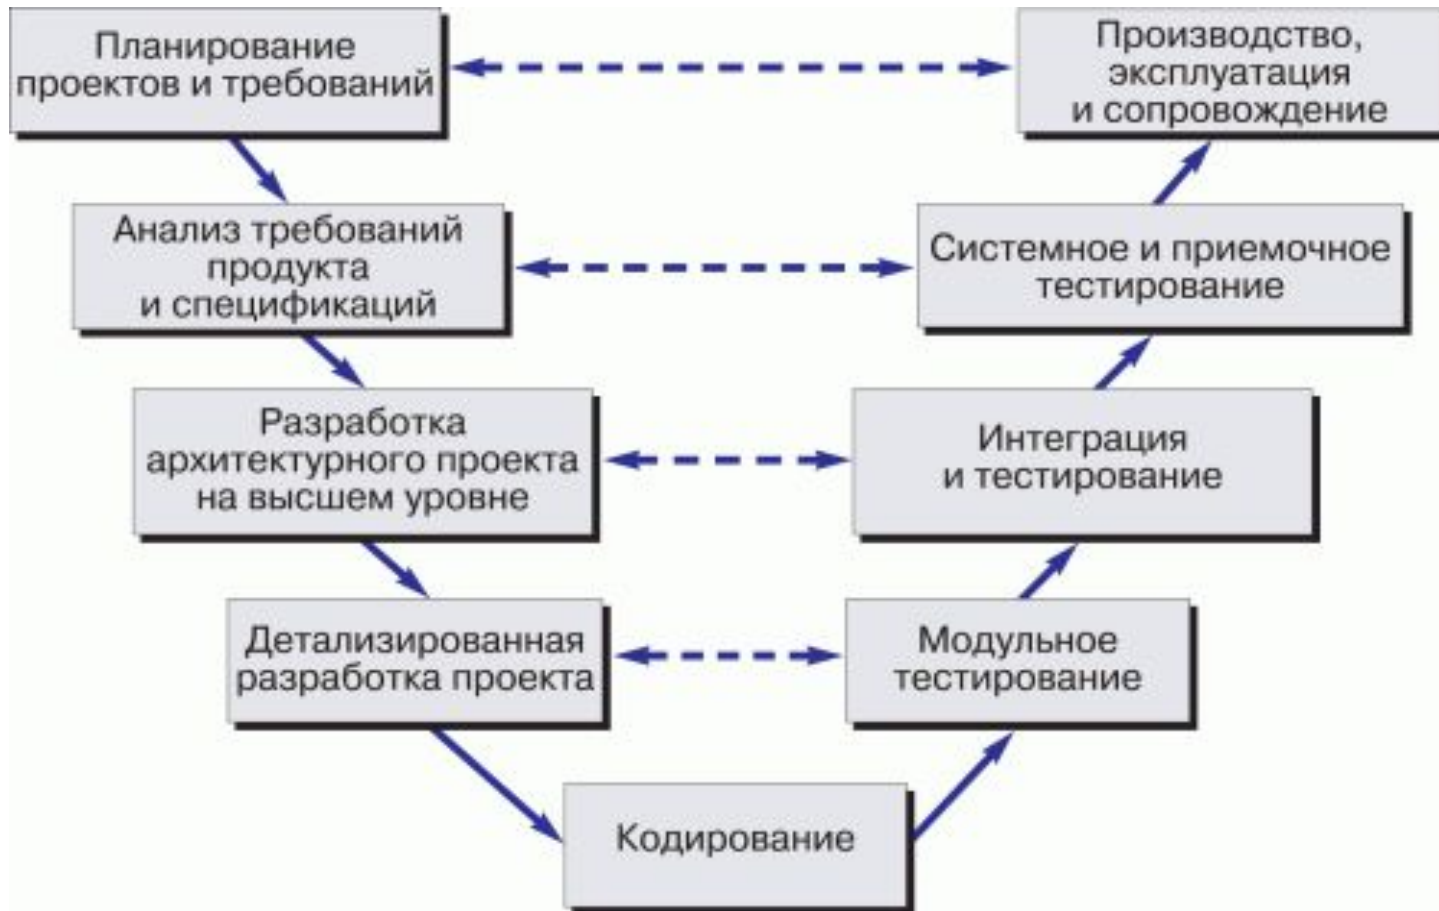 Планирование
проектов и требований
Производство,
эксплуатация
и сопровождение
Анализ требований
продукта
и спецификаций
Системное и приемочное
тестирование
Разработка
архитектурного проекта
на высшем уровне
Интеграция
и тестирование
Детализированная
разработка проекта
Модульное
тестирование
Кодирование